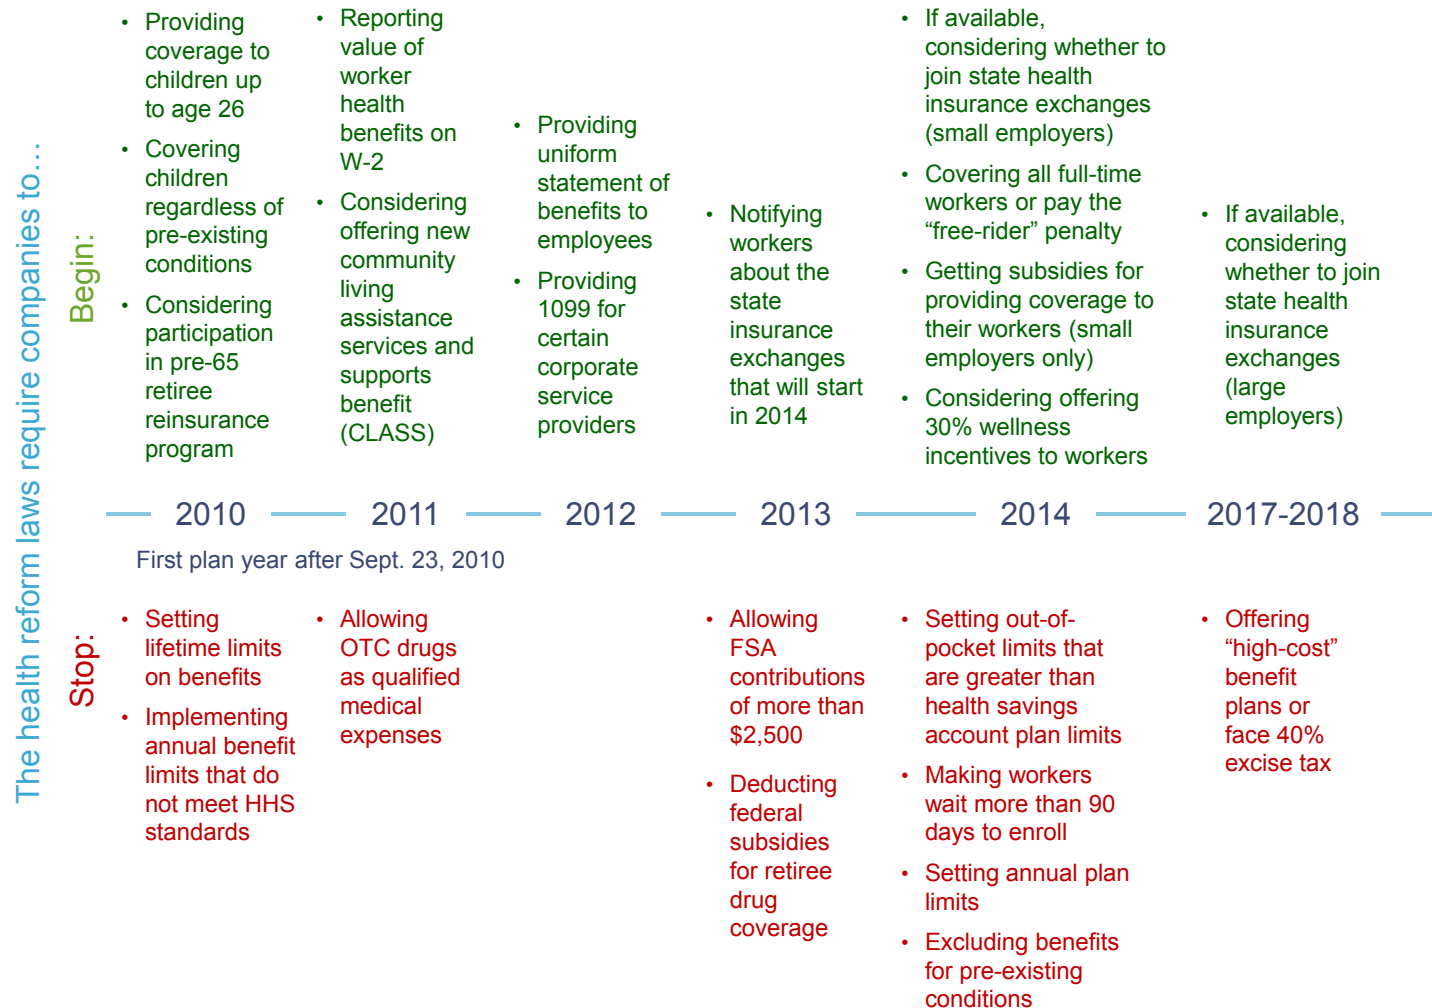 The health reform laws require companies to…
Begin:
• Providing
coverage to
children up
to age 26
• Covering
children
regardless of
pre-existing
conditions
• Considering
participation
in pre-65
retiree
reinsurance
program
• Reporting
value of
worker
health
benefits on
W-2
• Considering
offering new
community
living
assistance
services and
supports
benefit
(CLASS)
• Providing
uniform
statement of
benefits to
employees
• Providing
1099 for
certain
corporate
service
providers
• Notifying
workers
about the
state
insurance
exchanges
that will start
in 2014
• If available,
considering whether to
join state health
insurance exchanges
(small employers)
• Covering all full-time
workers or pay the
“free-rider” penalty
• Getting subsidies for
providing coverage to
their workers (small
employers only)
• Considering offering
30% wellness
incentives to workers
• If available,
considering
whether to join
state health
insurance
exchanges
(large
employers)
2010
2011
2012
2013
2014
2017-2018
First plan year after Sept. 23, 2010
Stop:
• Setting
lifetime limits
on benefits
• Implementing
annual benefit
limits that do
not meet HHS
standards
• Allowing
OTC drugs
as qualified
medical
expenses
• Allowing
FSA
contributions
of more than
$2,500
• Deducting
federal
subsidies
for retiree
drug
coverage
• Setting out-of-
pocket limits that
are greater than
health savings
account plan limits
• Making workers
wait more than 90
days to enroll
• Setting annual plan
limits
• Excluding benefits
for pre-existing
conditions
• Offering
“high-cost”
benefit
plans or
face 40%
excise tax